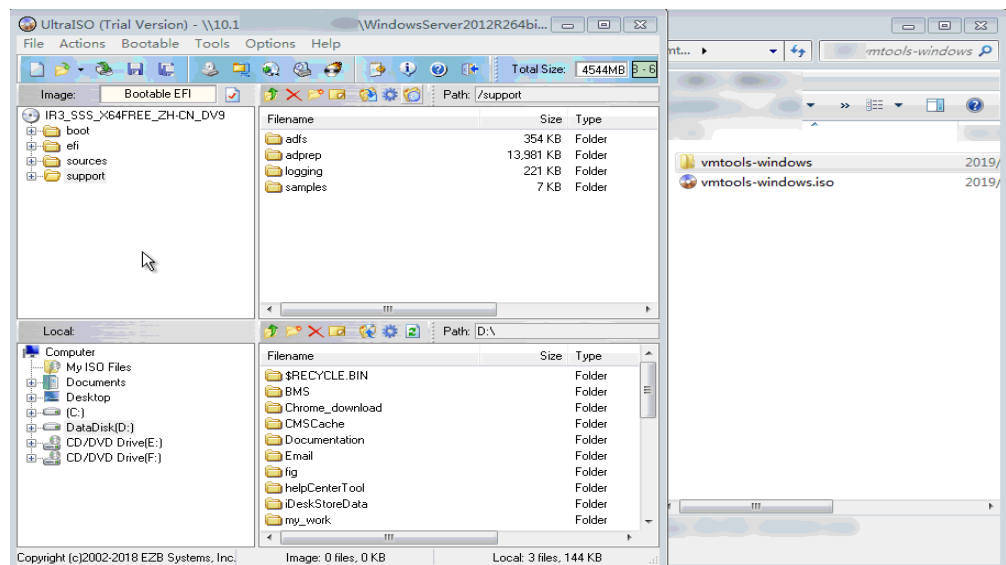 UltraISO (Trial Version) - \\10.1 \WindowsServer2012R264bi...
File Actions Bootable Tools Options Help
Total Size: 4544MB
Image: Bootable EFI
Path: /support
IR3_SSS_X64FREE_ZH-CN_DV9
boot
efi
sources
support
Filename Size Type
adfs 354 KB Folder
adprep 13,981 KB Folder
logging 221 KB Folder
samples 7 KB Folder
Local:
Path: D:\
Computer
My ISO Files
Documents
Desktop
(C:)
DataDisk(D:)
CD/DVD Drive(E:)
CD/DVD Drive(F:)
Filename Size Type
$RECYCLE.BIN Folder
BMS Folder
Chrome_download Folder
CMSCache Folder
Documentation Folder
Email Folder
fig Folder
helpCenterTool Folder
iDeskStoreData Folder
my_work Folder
Copyright (c)2002-2018 EZB Systems, Inc.
Image: 0 files, 0 KB
Local: 3 files, 144 KB
mt...
vmtools-windows
vmtools-windows 2019/
vmtools-windows.iso 2019/